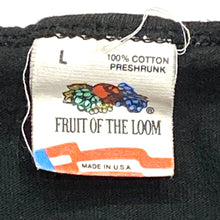 L
100% COTTON
PRESHRUNK
®
FRUIT OF THE LOOM
MADE IN U.S.A.